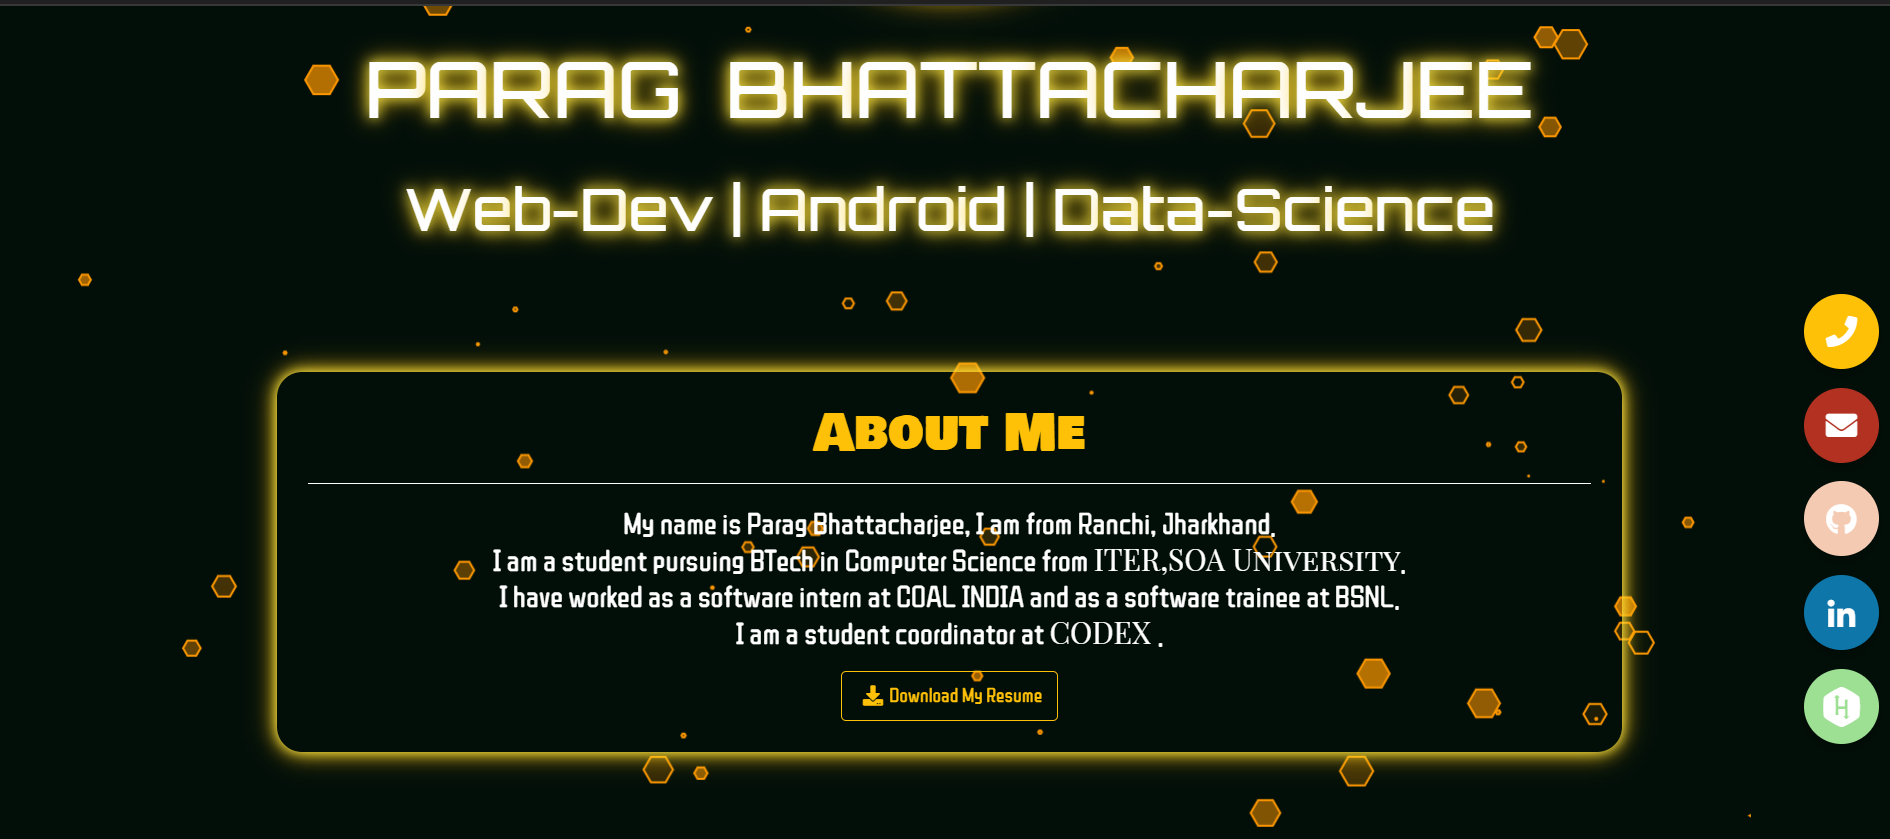 PARAG BHATTACHARJEE
Web-Dev | Android | Data-Science
About Me
My name is Parag Bhattacharjee, I am from Ranchi, Jharkhand.
I am a student pursuing BTech in Computer Science from ITER,SOA University.
I have worked as a software intern at COAL INDIA and as a software trainee at BSNL.
I am a student coordinator at CODEX .
Download My Resume
in
H